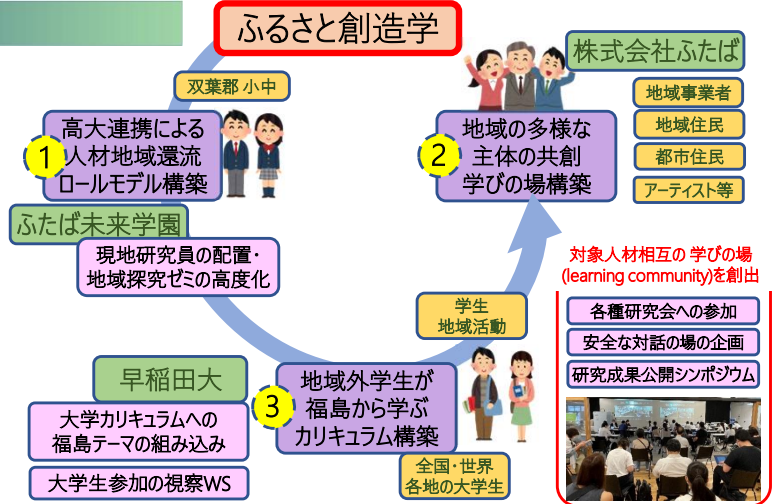 ふるさと創造学
双葉郡 小中
1
高大連携による
人材地域還流
ロールモデル構築
ふたば未来学園
現地研究員の配置・
地域探究ゼミの高度化
株式会社ふたば
2
地域の多様な
主体の共創
学びの場構築
地域事業者
地域住民
都市住民
アーティスト等
学生
地域活動
早稲田大
3
地域外学生が
福島から学ぶ
カリキュラム構築
大学カリキュラムへの
福島テーマの組み込み
大学生参加の視察WS
全国・世界
各地の大学生
対象人材相互の 学びの場
(learning community)を創出
各種研究会への参加
安全な対話の場の企画
研究成果公開シンポジウム